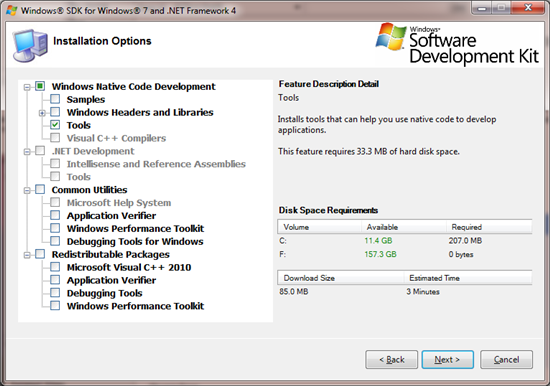 Windows® SDK for Windows® 7 and .NET Framework 4
Installation Options
Windows®
Software
Development Kit
Windows Native Code Development
Samples
Windows Headers and Libraries
Tools
Visual C++ Compilers
.NET Development
Intellisense and Reference Assemblies
Tools
Common Utilities
Microsoft Help System
Application Verifier
Windows Performance Toolkit
Debugging Tools for Windows
Redistributable Packages
Microsoft Visual C++ 2010
Application Verifier
Debugging Tools
Windows Performance Toolkit
Feature Description Detail
Tools
Installs tools that can help you use native code to develop
applications.
This feature requires 33.3 MB of hard disk space.
Disk Space Requirements
Volume Available Required
C: 11.4 GB 207.0 MB
F: 157.3 GB 0 bytes
Download Size Estimated Time
85.0 MB 3 Minutes
< Back Next > Cancel